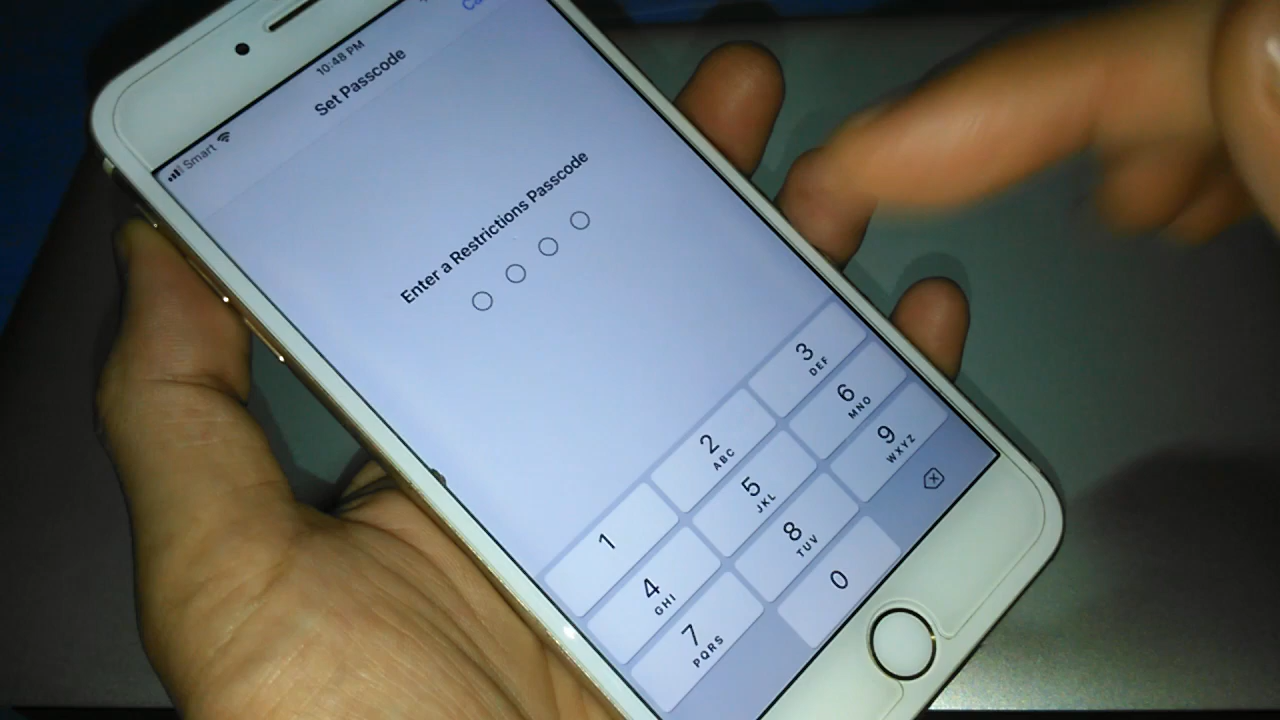 Smart 10:48 PM
Set Passcode
Enter a Restrictions Passcode
1
2
ABC
3
DEF
4
GHI
5
JKL
6
MNO
7
PQRS
8
TUV
9
WXYZ
0